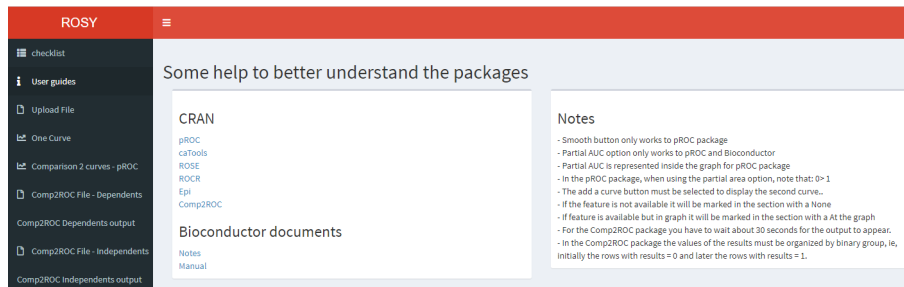 ROSY
checklist
User guides
Upload File
One Curve
Comparison 2 curves - pROC
Comp2ROC File - Dependents
Comp2ROC Dependents output
Comp2ROC File - Independents
Comp2ROC Independents output
Some help to better understand the packages
CRAN
pROC
caTools
ROSE
ROCR
Epi
Comp2ROC
Bioconductor documents
Notes
Manual
Notes
- Smooth button only works to pROC package
- Partial AUC option only works to pROC and Bioconductor
- Partial AUC is represented inside the graph for pROC package
- In the pROC package, when using the partial area option, note that: 0> 1
- The add a curve button must be selected to display the second curve..
- If the feature is not available it will be marked in the section with a None
- If feature is available but in graph it will be marked in the section with a At the graph
- For the Comp2ROC package you have to wait about 30 seconds for the output to appear.
- In the Comp2ROC package the values of the results must be organized by binary group, ie,
initially the rows with results = 0 and later the rows with results = 1.